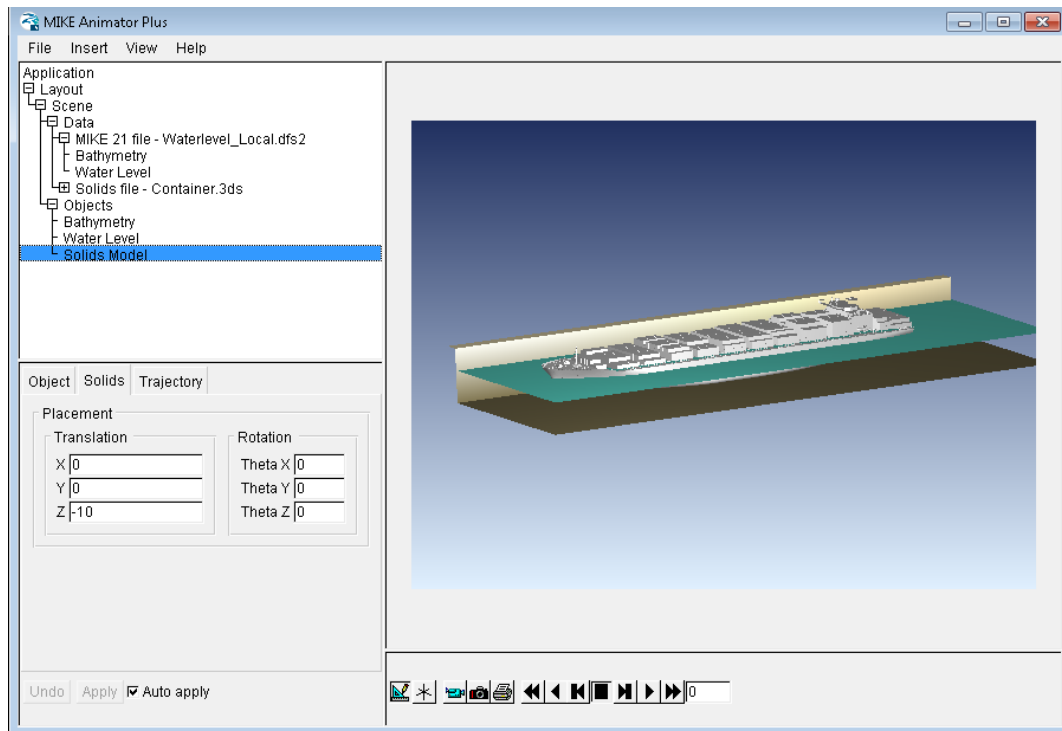 MIKE Animator Plus
File Insert View Help
Application
Layout
Scene
Data
MIKE 21 file - Waterlevel_Local.dfs2
Bathymetry
Water Level
Solids file - Container.3ds
Objects
Bathymetry
Water Level
Solids Model
Object Solids Trajectory
Placement
Translation Rotation
X 0 Theta X 0
Y 0 Theta Y 0
Z -10 Theta Z 0
Undo Apply Auto apply 0